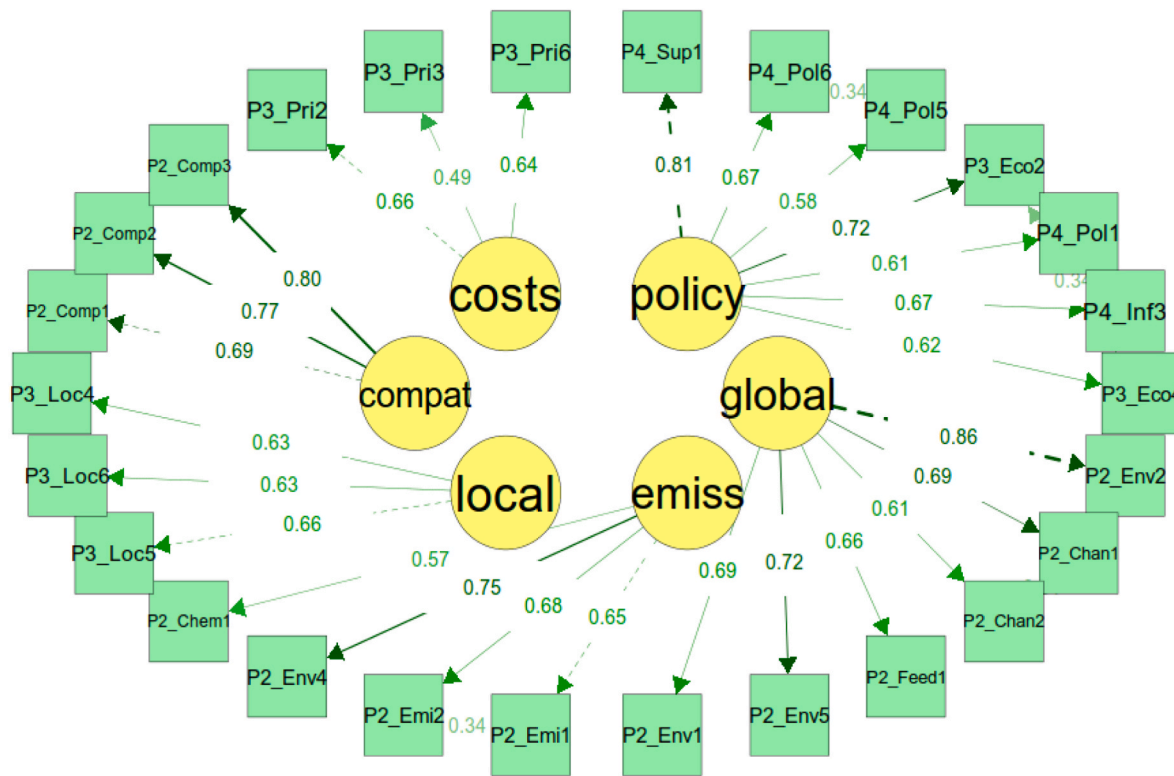 P3_Pri6
P4_Sup1
P3_Pri3
P4_Pol6
P3_Pri2
0.34
P4_Pol5
P2_Comp3
P3_Eco2
0.64
0.81
0.49
0.67
0.66
0.58
P2_Comp2
0.72
P4_Pol1
0.61
0.34
0.80
costs
policy
P2_Comp1
0.77
0.67
P4_Inf3
0.69
0.62
P3_Loc4
compat
global
P3_Eco4
0.63
0.86
P3_Loc6
0.69
P2_Env2
0.63
local
emiss
0.61
0.66
P3_Loc5
0.57
0.66
P2_Chan1
0.75
0.69
0.72
0.68
0.65
P2_Chem1
P2_Chan2
P2_Env4
P2_Feed1
P2_Emi2
0.34
P2_Emi1
P2_Env1
P2_Env5